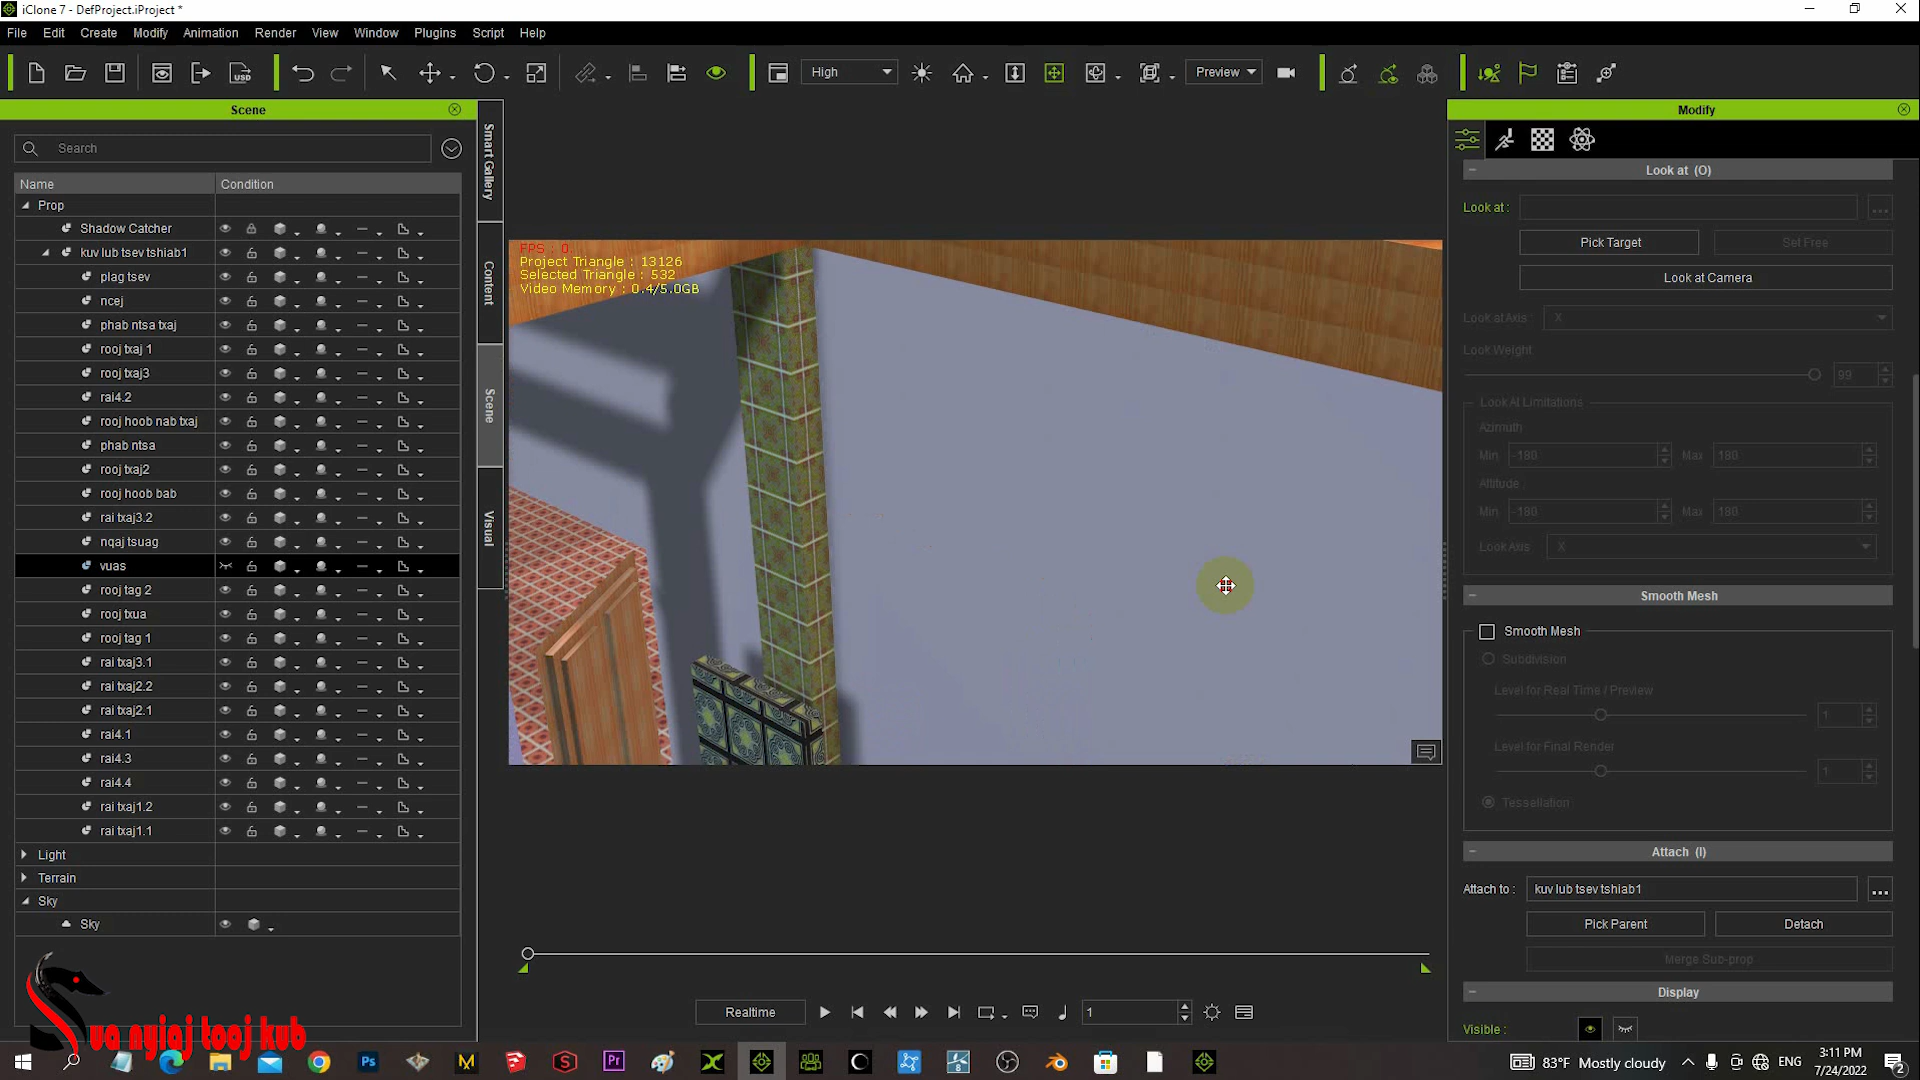 iClone 7 - DefProject.iProject *
File Edit Create Modify Animation Render View Window Plugins Script Help
USD High Preview
Scene
Search
Name Condition
Prop
Shadow Catcher
kuv lub tsev tshiab1
plag tsev
ncej
phab ntsa txaj
rooj txaj 1
rooj txaj3
rai4.2
rooj hoob nab txaj
phab ntsa
rooj txaj2
rooj hoob bab
rai txaj3.2
nqaj tsuag
vuas
rooj tag 2
rooj txua
rooj tag 1
rai txaj3.1
rai txaj2.2
rai txaj2.1
rai4.1
rai4.3
rai4.4
rai txaj1.2
rai txaj1.1
Light
Terrain
Sky
Sky
Smart Gallery
Content
Scene
Visual
FPS : 0.
Project Triangle : 13126
Selected Triangle : 532
Video Memory : 0.4/5.0GB
Realtime 1
Modify
Look at (O)
Look at :
...
Pick Target Set Free
Look at Camera
Look at Axis : X
Look Weight
99
Look At Limitations
Azimuth
Min -180 Max 180
Altitude
Min -180 Max 180
Look Axis X
Smooth Mesh
Smooth Mesh
Subdivision
Level for Real Time / Preview
1
Level for Final Render
1
Tessellation
Attach (I)
Attach to : kuv lub tsev tshiab1 ...
Pick Parent Detach
Merge Sub-prop
Display
Visible :
Sua nyiaj tooj kub
Ps M S Pr 8
83°F Mostly cloudy ENG
3:11 PM
7/24/2022
2